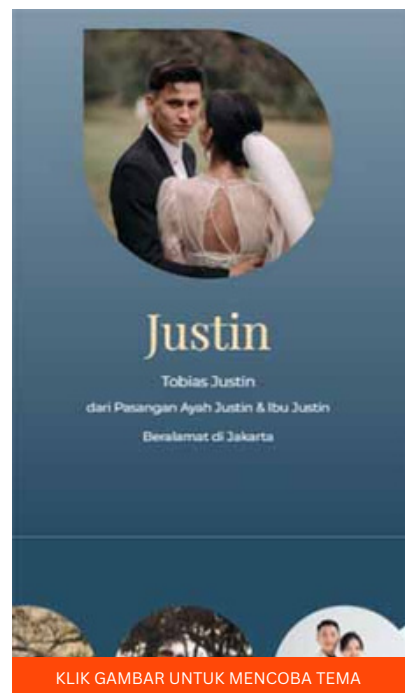 Justin
Tobias Justin
dari Pasangan Ayah Justin & Ibu Justin
Beralamat di Jakarta
KLIK GAMBAR UNTUK MENCOBA TEMA